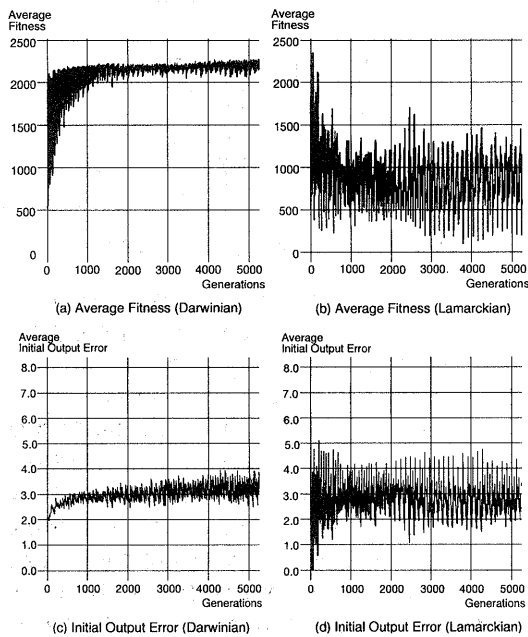 Average
Fitness
2500
2000
1500
1000
500
0
0 1000 2000 3000 4000 5000
Generations
(a) Average Fitness (Darwinian)
Average
Fitness
2500
2000
1500
1000
500
0
0 1000 2000 3000 4000 5000
Generations
(b) Average Fitness (Lamarckian)
Average
Initial Output Error
8.0
7.0
6.0
5.0
4.0
3.0
2.0
1.0
0.0
0 1000 2000 3000 4000 5000
Generations
(c) Initial Output Error (Darwinian)
Average
Initial Output Error
8.0
7.0
6.0
5.0
4.0
3.0
2.0
1.0
0.0
0 1000 2000 3000 4000 5000
Generations
(d) Initial Output Error (Lamarckian)